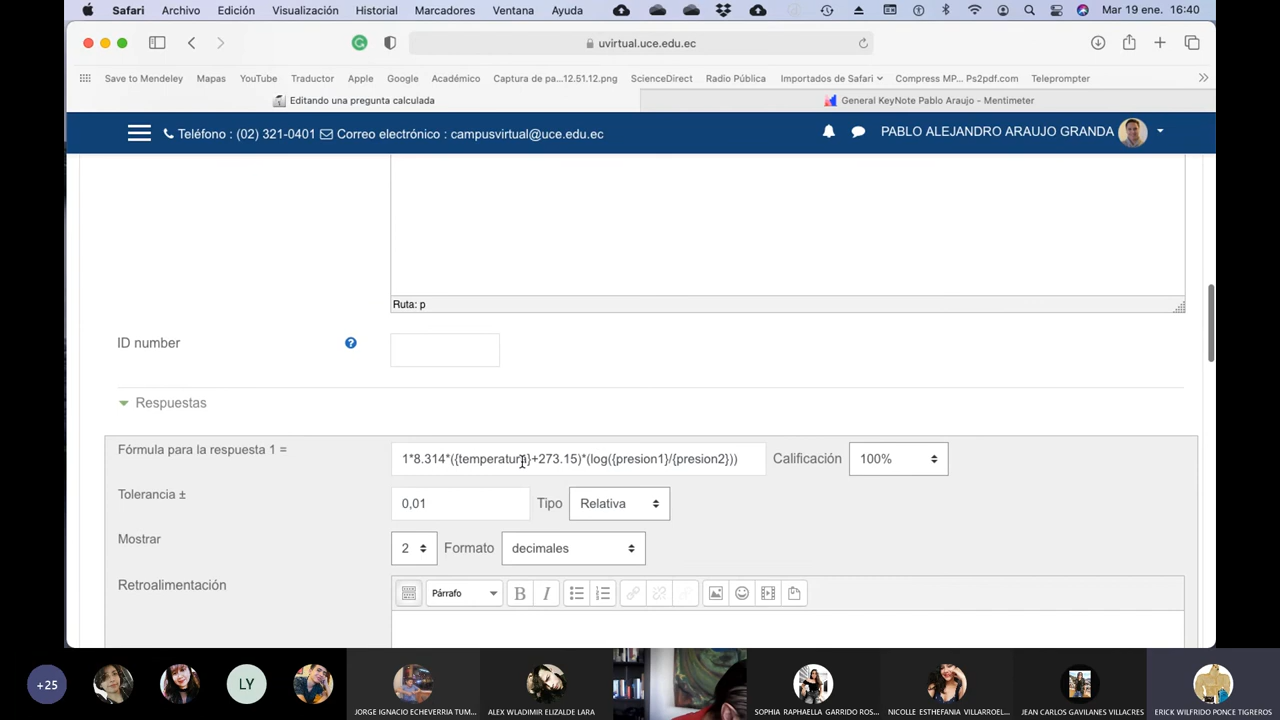 Safari Archivo Edición Visualización Historial Marcadores Ventana Ayuda Mar 19 ene. 16:40
uvirtual.uce.edu.ec
Save to Mendeley Mapas YouTube Traductor Apple Google Académico Captura de pa...12.51.12.png ScienceDirect Radio Pública Importados de Safari Compress MP... Ps2pdf.com Teleprompter
Editando una pregunta calculada General KeyNote Pablo Araujo - Mentimeter
Teléfono : (02) 321-0401 Correo electrónico : campusvirtual@uce.edu.ec PABLO ALEJANDRO ARAUJO GRANDA
Ruta: p
ID number
Respuestas
Fórmula para la respuesta 1 = 1*8.314*({temperatura}+273.15)*(log({presion1}/{presion2})) Calificación 100%
Tolerancia ± 0,01 Tipo Relativa
Mostrar 2 Formato decimales
Retroalimentación Párrafo B I
+25 LY JORGE IGNACIO ECHEVERRIA TUM... ALEX WLADIMIR ELIZALDE LARA SOPHIA RAPHAELLA GARRIDO ROS... NICOLLE ESTHEFANIA VILLARROEL... JEAN CARLOS GAVILANES VILLACRES ERICK WILFRIDO PONCE TIGREROS